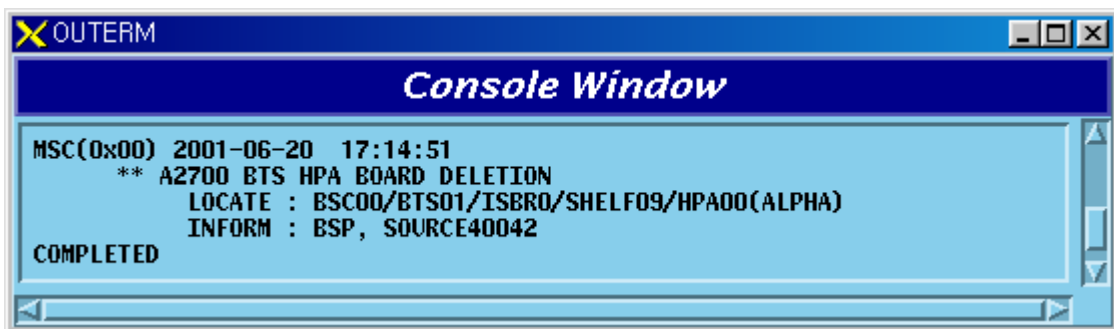 OUTERM
Console Window
MSC(0x00) 2001-06-20 17:14:51
** A2700 BTS HPA BOARD DELETION
LOCATE : BSC00/BTS01/ISBR0/SHELF09/HPA00(ALPHA)
INFORM : BSP, SOURCE40042
COMPLETED